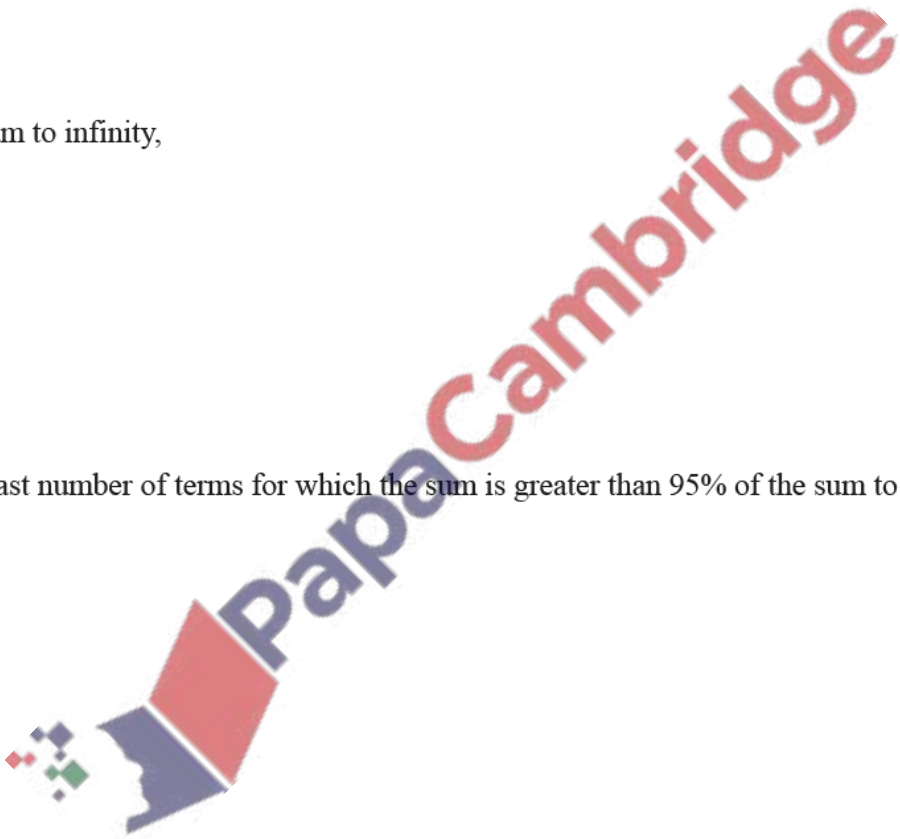 m to infinity,
ast number of terms for which the sum is greater than 95% of the sum to
PapaCambridge